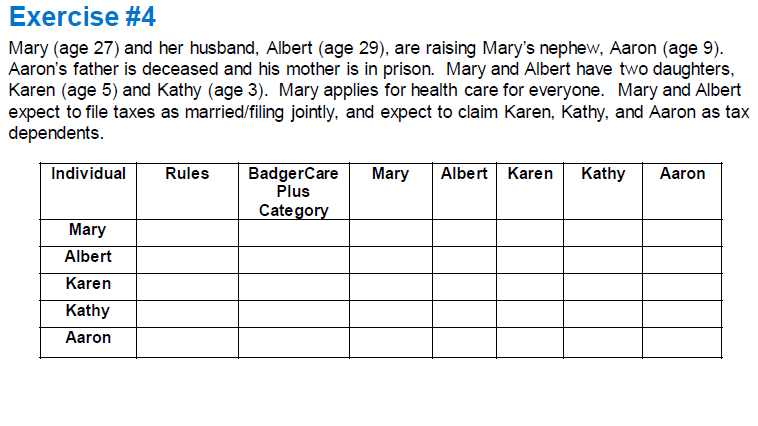 Exercise #4
Mary (age 27) and her husband, Albert (age 29), are raising Mary's nephew, Aaron (age 9).
Aaron's father is deceased and his mother is in prison. Mary and Albert have two daughters,
Karen (age 5) and Kathy (age 3). Mary applies for health care for everyone. Mary and Albert
expect to file taxes as married/filing jointly, and expect to claim Karen, Kathy, and Aaron as tax
dependents.
Individual Rules BadgerCare Plus Category Mary Albert Karen Kathy Aaron
Mary
Albert
Karen
Kathy
Aaron